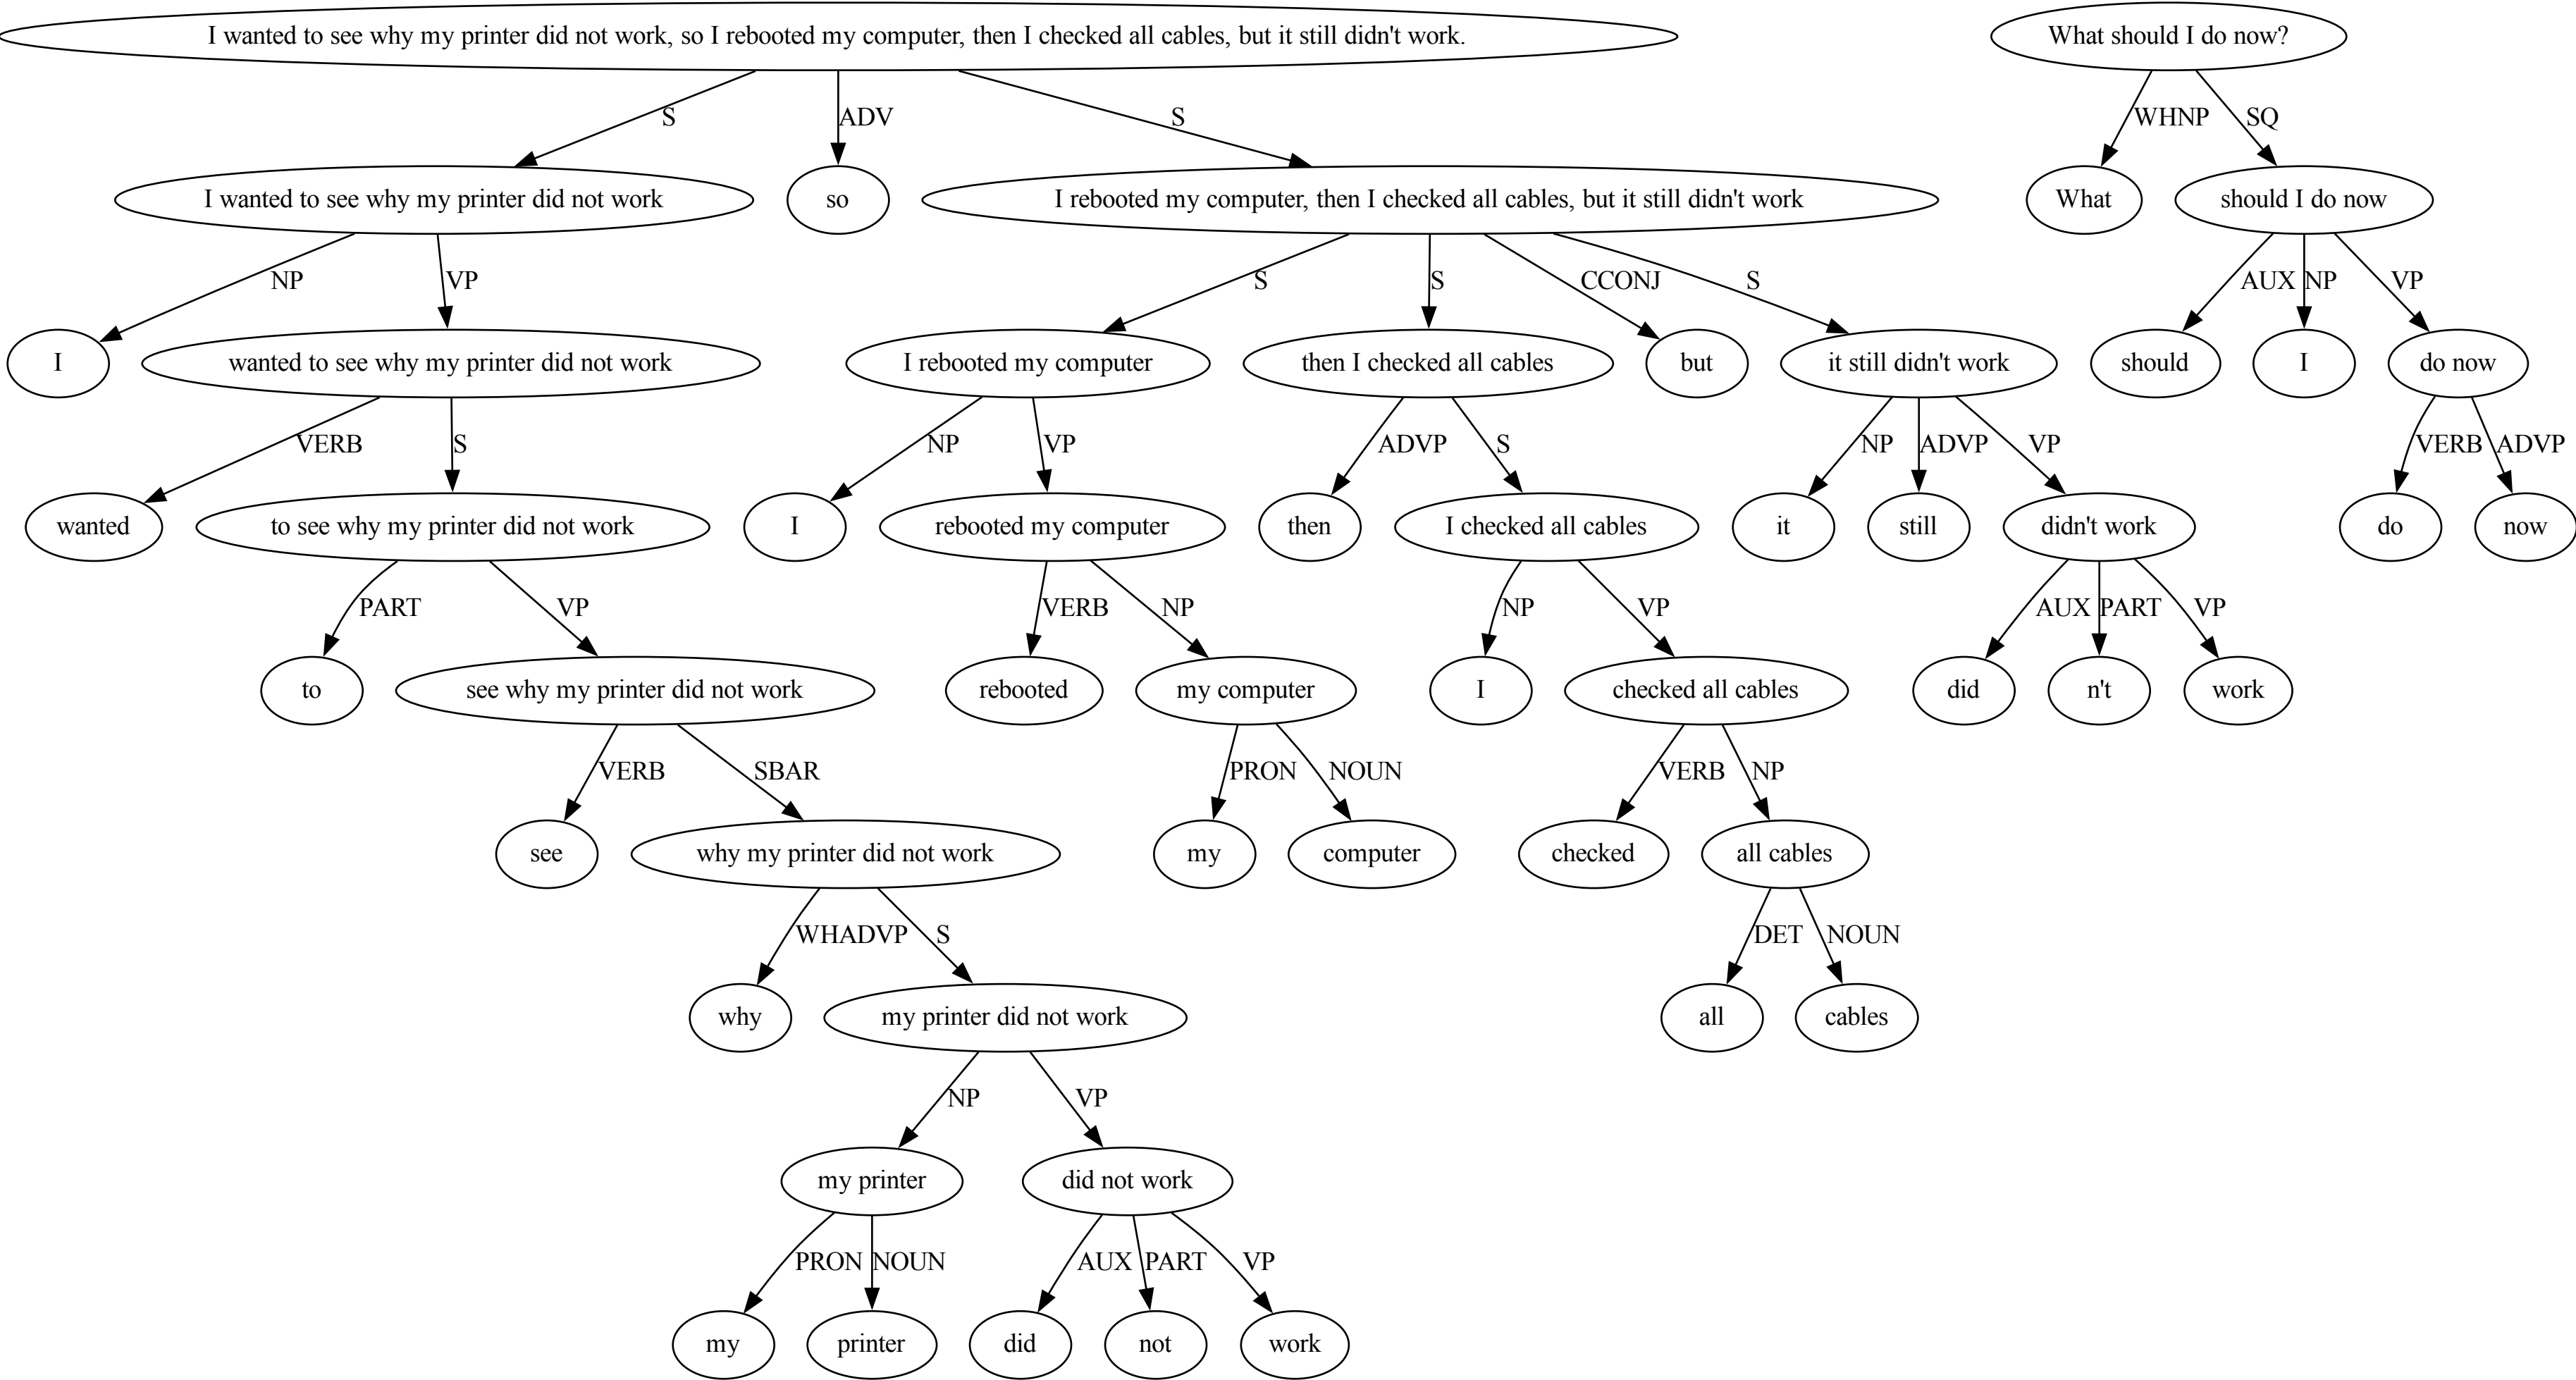 I wanted to see why my printer did not work, so I rebooted my computer, then I checked all cables, but it still didn't work.
What should I do now?
S
ADV
S
WHNP
SQ
I wanted to see why my printer did not work
so
I rebooted my computer, then I checked all cables, but it still didn't work
What
should I do now
NP
VP
S
S
CCONJ
S
AUX
NP
VP
I
wanted to see why my printer did not work
I rebooted my computer
then I checked all cables
but
it still didn't work
should
I
do now
VERB
S
NP
VP
ADVP
S
NP
ADVP
VP
VERB
ADVP
wanted
to see why my printer did not work
I
rebooted my computer
then
I checked all cables
it
still
didn't work
do
now
PART
VP
VERB
NP
NP
VP
AUX
PART
VP
to
see why my printer did not work
rebooted
my computer
I
checked all cables
did
n't
work
VERB
SBAR
PRON
NOUN
VERB
NP
see
why my printer did not work
my
computer
checked
all cables
WHADVP
S
DET
NOUN
why
my printer did not work
all
cables
NP
VP
my printer
did not work
PRON
NOUN
AUX
PART
VP
my
printer
did
not
work